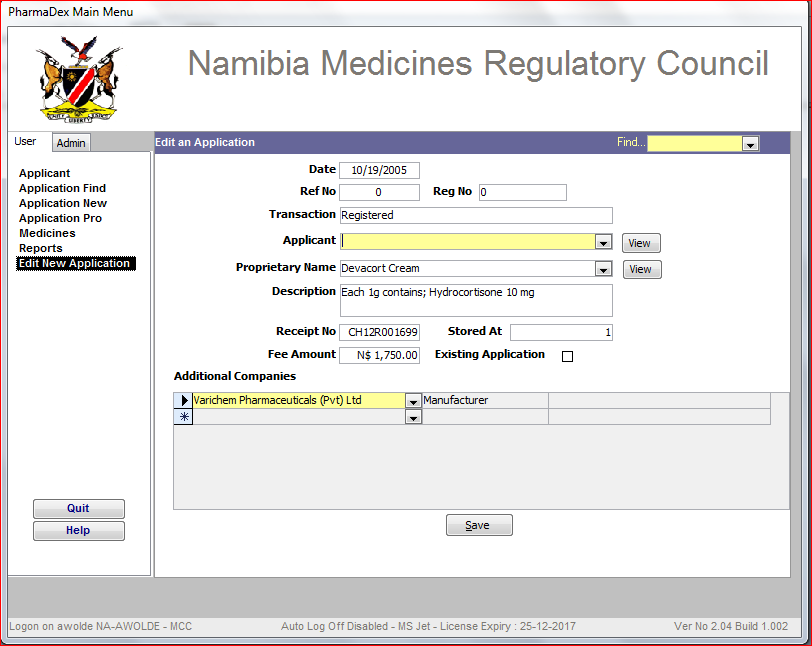 PharmaDex Main Menu
Namibia Medicines Regulatory Council
User Admin
Edit an Application Find...
Applicant
Application Find
Application New
Application Pro
Medicines
Reports
Edit New Application
Date 10/19/2005
Ref No 0 Reg No 0
Transaction Registered
Applicant View
Proprietary Name Devacort Cream View
Description Each 1g contains; Hydrocortisone 10 mg
Receipt No CH12R001699 Stored At 1
Fee Amount N$ 1,750.00 Existing Application
Additional Companies
Varichem Pharmaceuticals (Pvt) Ltd Manufacturer
Quit
Help
Save
Logon on awolde NA-AWOLDE - MCC Auto Log Off Disabled - MS Jet - License Expiry : 25-12-2017 Ver No 2.04 Build 1.002